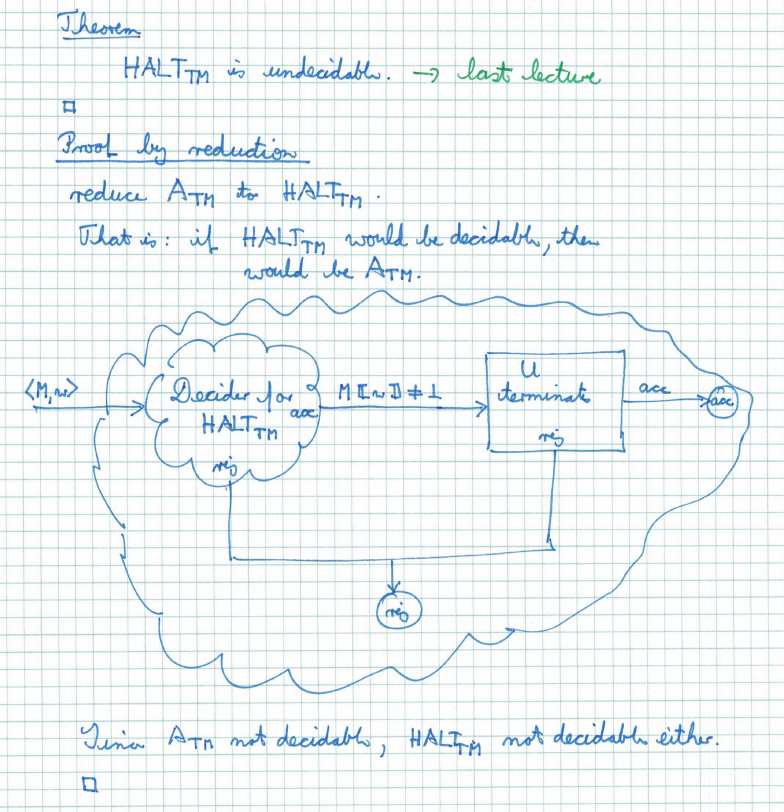 Theorem
HALT_TM is undecidable. → last lecture
□
Proof by reduction
reduce A_TM to HALT_TM.
That is: if HALT_TM would be decidable, then
would be A_TM.
⟨M,w⟩
Decider for
HALT_TM
acc
rej
M⟦w⟧ ≠ ⊥
U
terminate
rej
acc
acc
rej
Since A_TM not decidable, HALT_TM not decidable either.
□